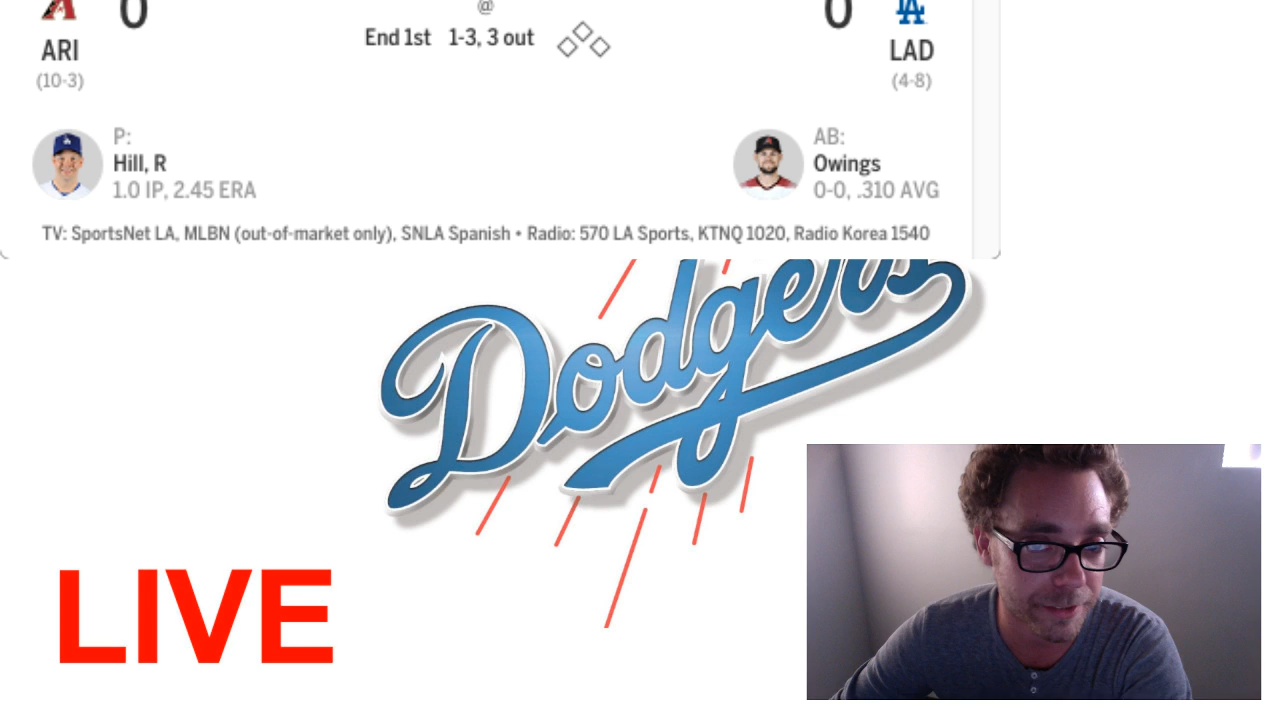 0
0
@
End 1st 1-3, 3 out
ARI
LAD
(10-3)
(4-8)
P:
Hill, R
1.0 IP, 2.45 ERA
AB:
Owings
0-0, .310 AVG
TV: SportsNet LA, MLBN (out-of-market only), SNLA Spanish • Radio: 570 LA Sports, KTNQ 1020, Radio Korea 1540
Dodgers
LIVE